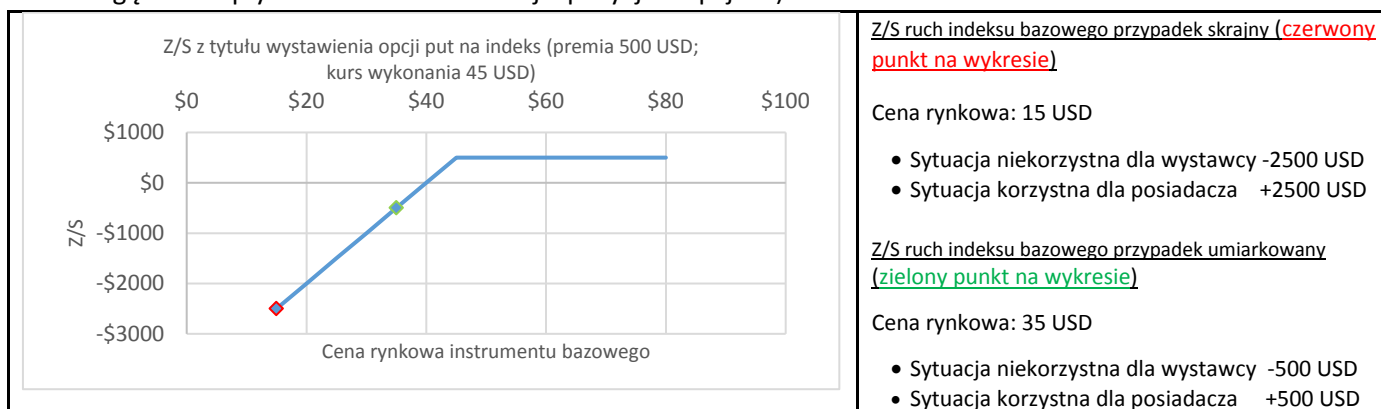 Z/S z tytułu wystawienia opcji put na indeks (premia 500 USD;
kurs wykonania 45 USD)
$0 $20 $40 $60 $80 $100
$1000
$0
-$1000
-$2000
-$3000
Z/S
Cena rynkowa instrumentu bazowego
Z/S ruch indeksu bazowego przypadek skrajny (czerwony
punkt na wykresie)
Cena rynkowa: 15 USD
• Sytuacja niekorzystna dla wystawcy -2500 USD
• Sytuacja korzystna dla posiadacza +2500 USD
Z/S ruch indeksu bazowego przypadek umiarkowany
(zielony punkt na wykresie)
Cena rynkowa: 35 USD
• Sytuacja niekorzystna dla wystawcy -500 USD
• Sytuacja korzystna dla posiadacza +500 USD